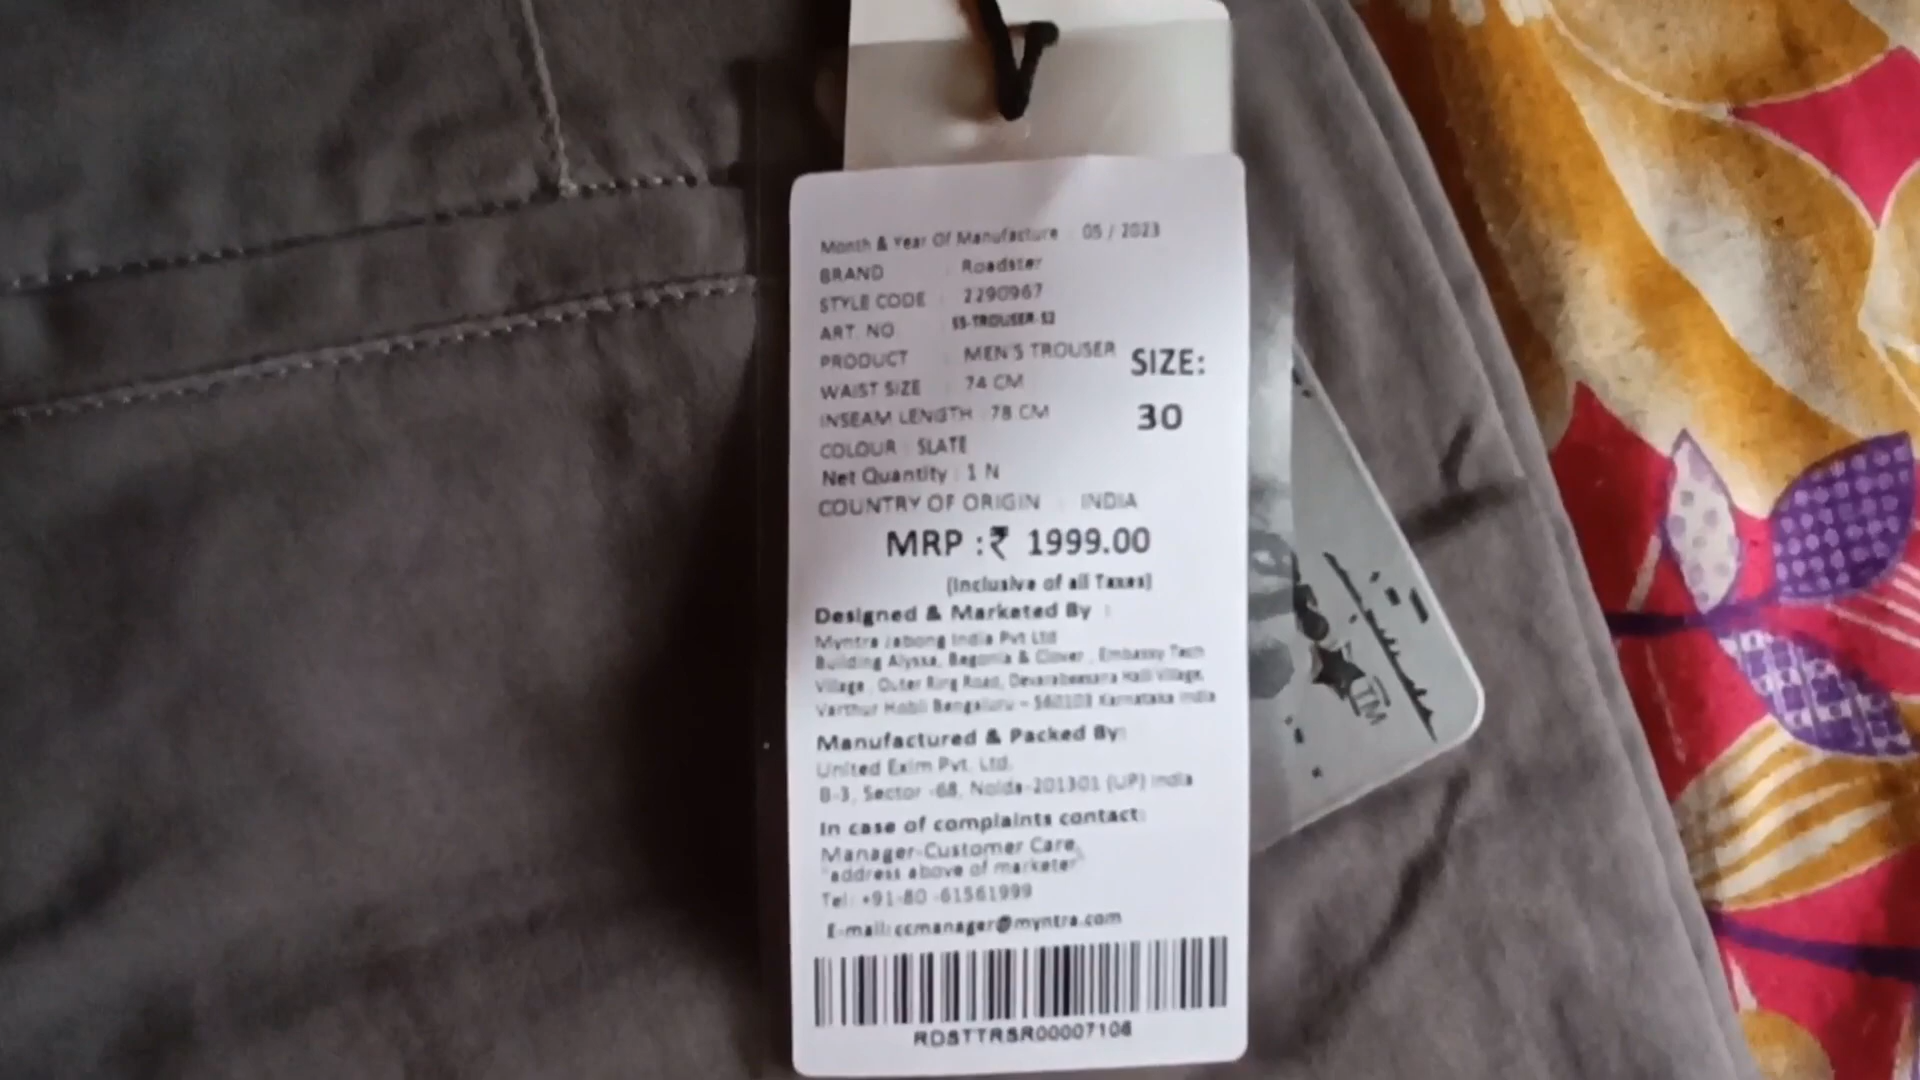 Month & Year Of Manufacture : 05 / 2023
BRAND : Roadster
STYLE CODE : 2290967
ART. NO SS-TROUSER-S2
PRODUCT : MEN'S TROUSER
SIZE:
WAIST SIZE : 74 CM
INSEAM LENGTH : 78 CM
30
COLOUR : SLATE
Net Quantity : 1 N
COUNTRY OF ORIGIN : INDIA
MRP :₹ 1999.00
(Inclusive of all Taxes)
Designed & Marketed By :
Myntra Jabong India Pvt Ltd
Building Alyssa, Begonia & Clover , Embassy Tech
Village , Outer Ring Road, Devarabeesana Halli Village,
Varthur Hobli Bengaluru – 560103 Karnataka India
Manufactured & Packed By:
United Exim Pvt. Ltd.
B-3, Sector -68, Noida-201301 (UP) India
In case of complaints contact:
Manager-Customer Care,
"address above of marketer"
Tel: +91-80 -61561999
E-mail: ccmanager@myntra.com
RDSTTRSR00007106
TM